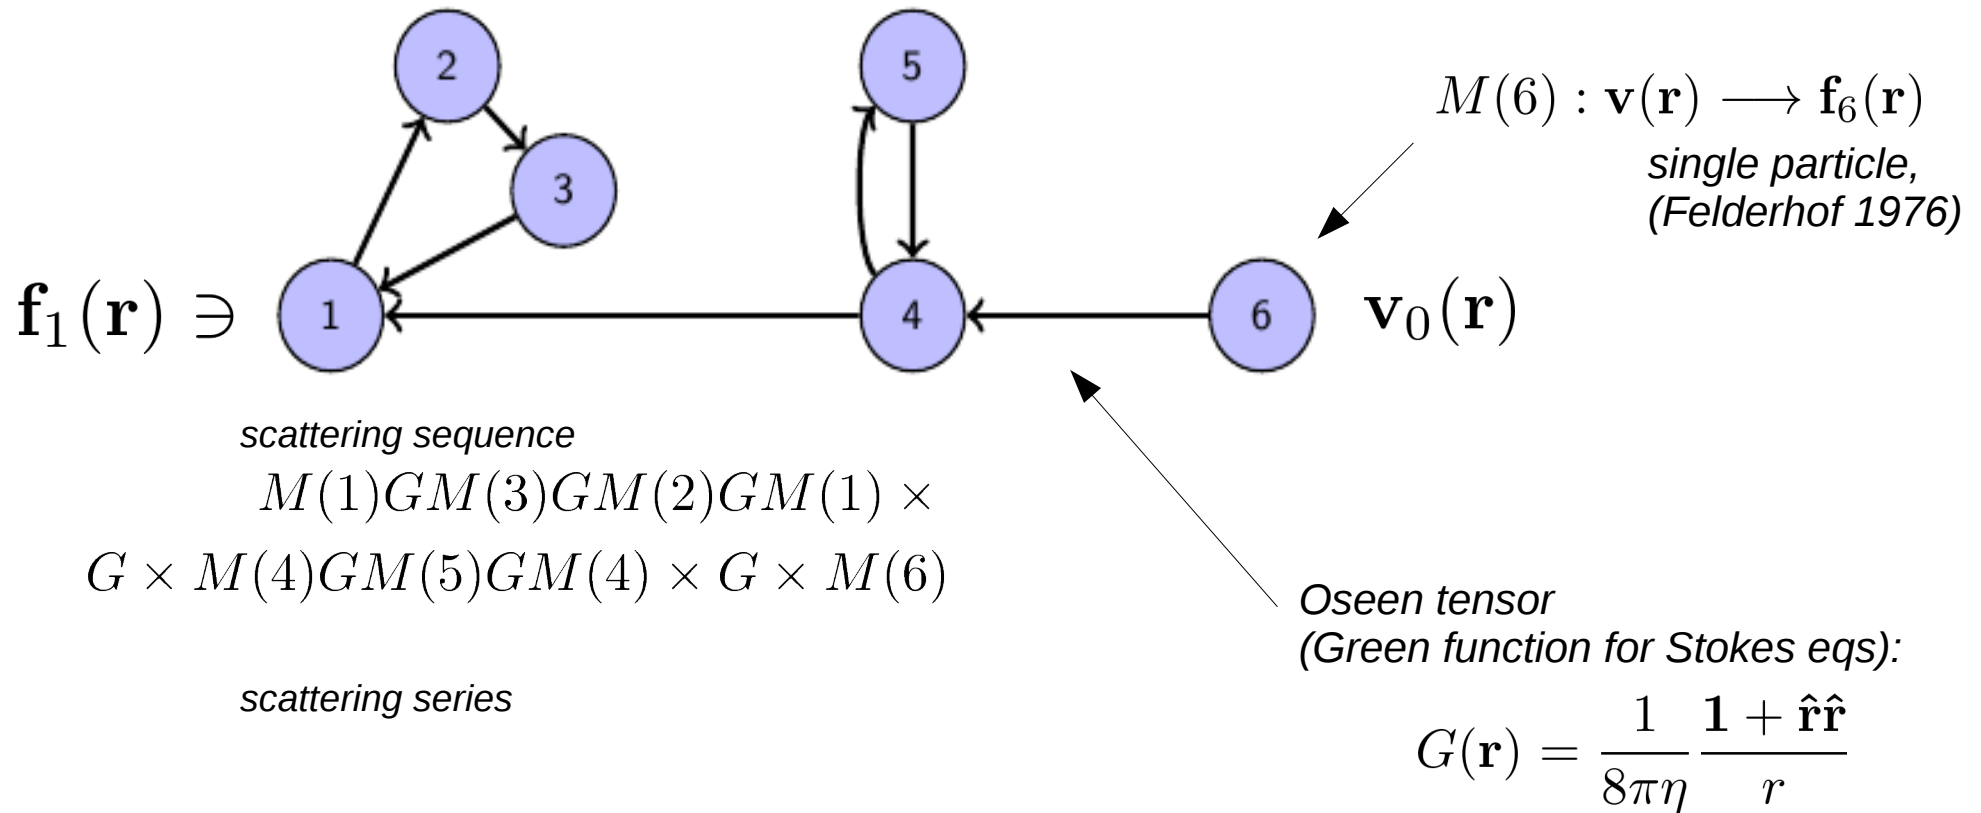 2
5
3
M(6) : v(r) ⟶ f₆(r)
single particle,
(Felderhof 1976)
f₁(r) ∋
1
4
6
v₀(r)
scattering sequence
M(1)GM(3)GM(2)GM(1) ×
G × M(4)GM(5)GM(4) × G × M(6)
scattering series
Oseen tensor
(Green function for Stokes eqs):
G(r) = \frac{1}{8πη} \frac{1 + r̂r̂}{r}